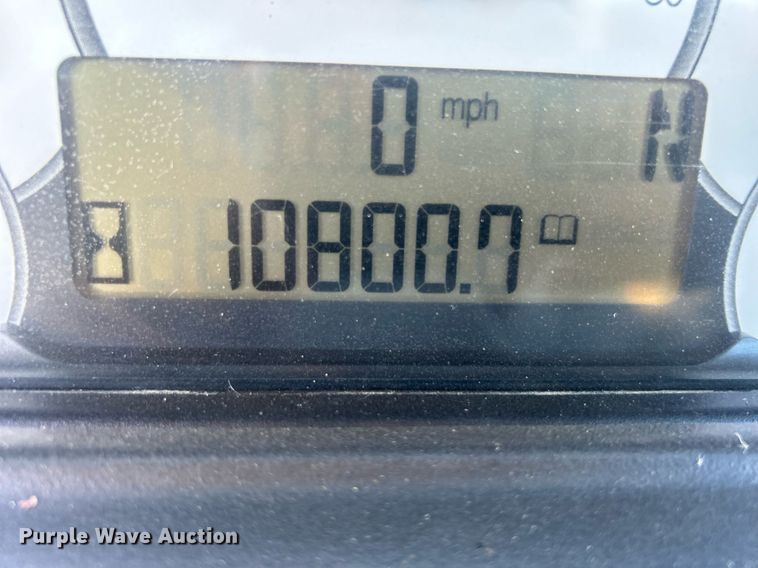 0 mph N
10800.7
Purple Wave Auction